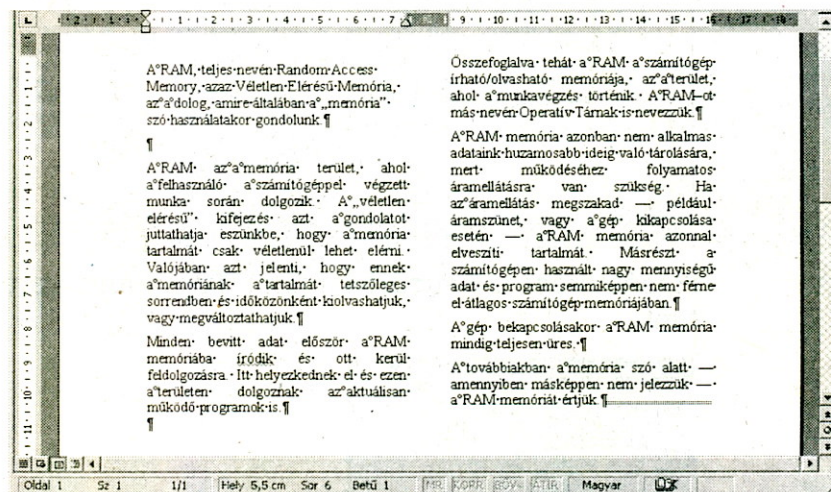 A°RAM, teljes nevén Random Access
Memory, azaz Véletlen Elérésű Memória,
az°a°dolog, amire általában a°„memória”
szó használatakor gondolunk.¶
¶
A°RAM az°a°memória terület, ahol
a°felhasználó a°számítógéppel végzett
munka során dolgozik. A°„véletlen
elérésű” kifejezés azt a°gondolatot
juttathatja eszünkbe, hogy a°memória
tartalmát csak véletlenül lehet elérni.
Valójában azt jelenti, hogy ennek
a°memóriának a°tartalmát tetszőleges
sorrendben és időközönként kiolvashatjuk,
vagy megváltoztathatjuk.¶
Minden bevitt adat először a°RAM
memóriába íródik és ott kerül
feldolgozásra. Itt helyezkednek el és ezen
a°területen dolgoznak az°aktuálisan
működő programok is.¶
¶
Összefoglalva tehát a°RAM a°számítógép
írható/olvasható memóriája, az°a°terület,
ahol a°munkavégzés történik. A°RAM–ot
más nevén Operatív Tárnak is nevezzük.¶
A°RAM memória azonban nem alkalmas
adataink huzamosabb ideig való tárolására,
mert működéséhez folyamatos
áramellátásra van szükség. Ha
az°áramellátás megszakad — például
áramszünet, vagy a°gép kikapcsolása
esetén — a°RAM memória azonnal
elveszíti tartalmát. Másrészt a
számítógépen használt nagy mennyiségű
adat és program semmiképpen nem férne
el átlagos számítógép memóriájában.¶
A°gép bekapcsolásakor a°RAM memória
mindig teljesen üres.¶
A°továbbiakban a°memória szó alatt —
amennyiben másképpen nem jelezzük —
a°RAM memóriát értjük.¶
Oldal 1 Sz 1 1/1 Hely 5,5 cm Sor 6 Betű 1 MR KORR BŐV ÁTÍR Magyar